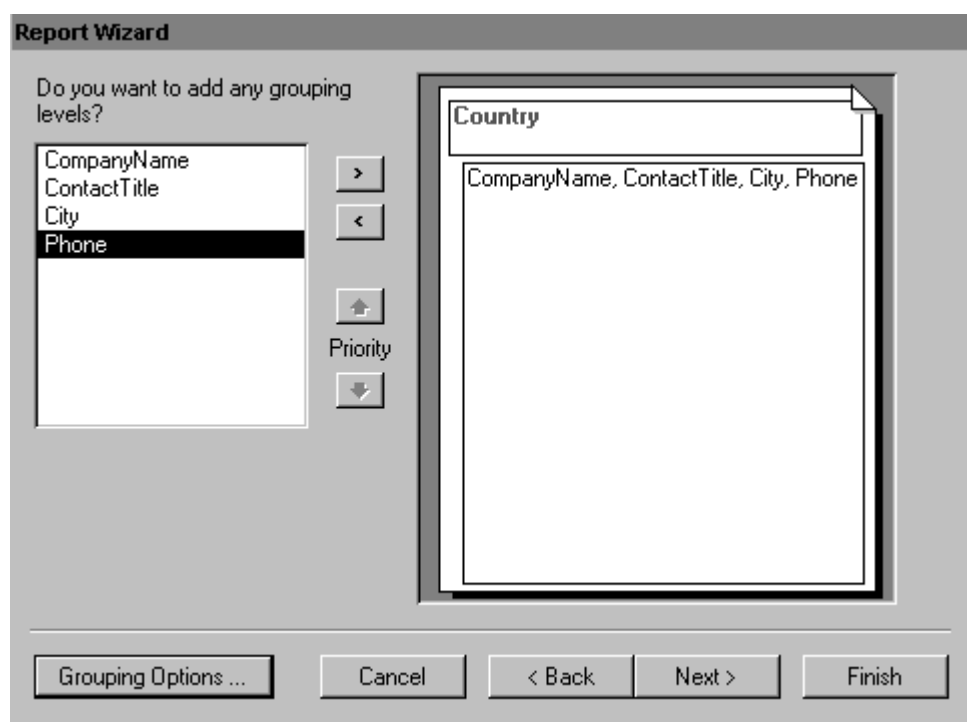 Report Wizard
Do you want to add any grouping
levels?
CompanyName
ContactTitle
City
Phone
>
<
Priority
Country
CompanyName, ContactTitle, City, Phone
Grouping Options ...
Cancel
< Back
Next >
Finish